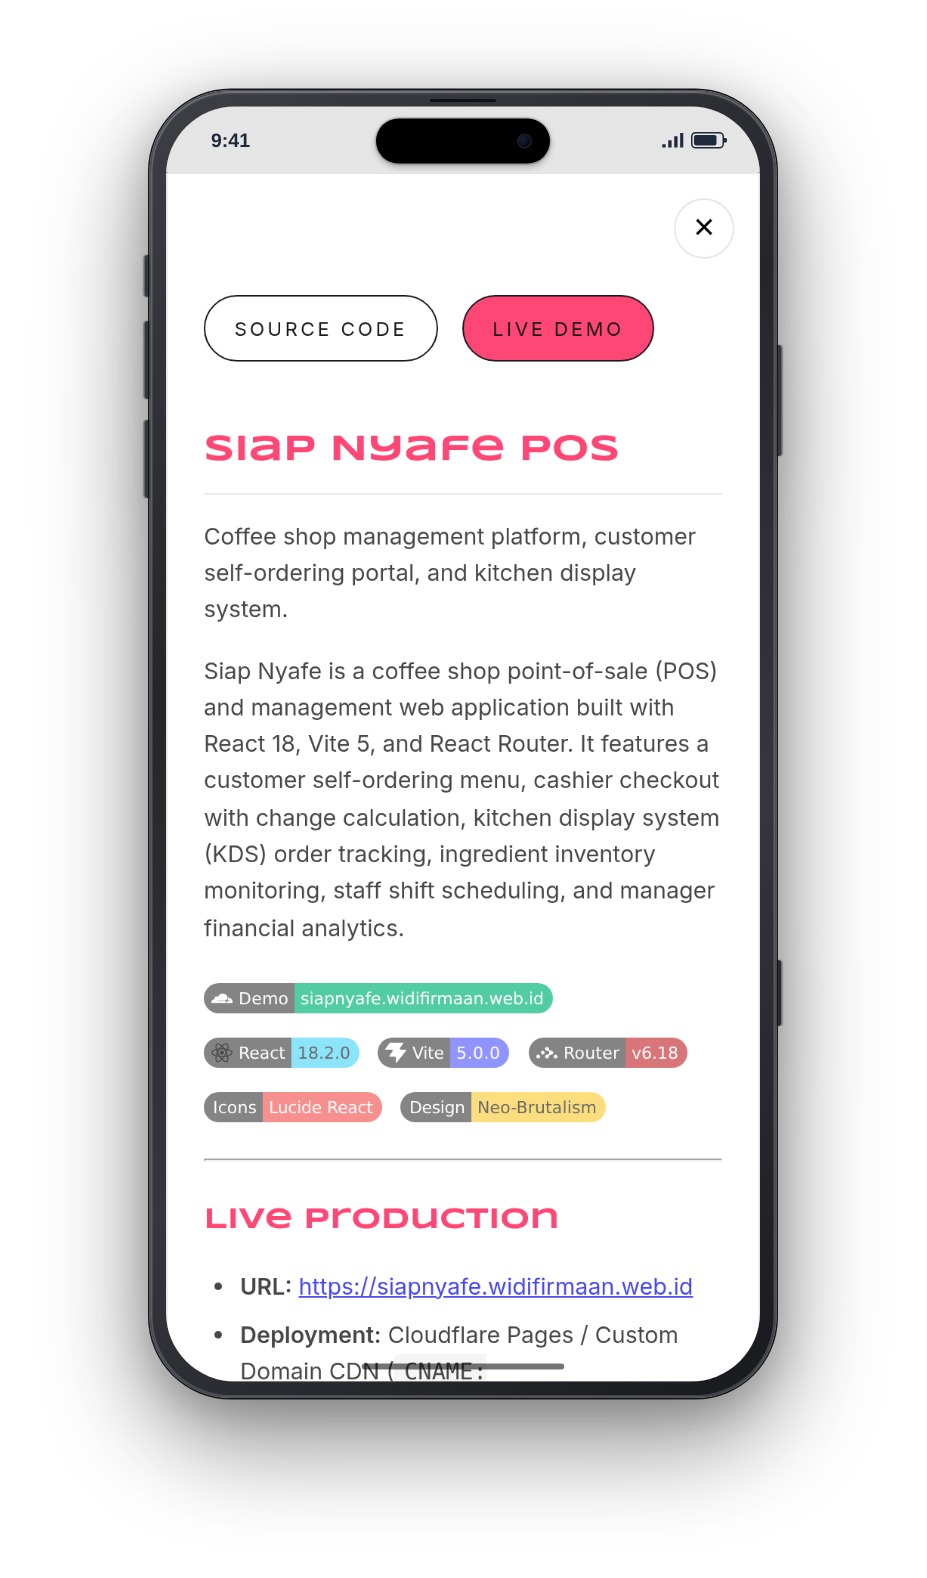 9:41
SOURCE CODE
LIVE DEMO
Siap Nyafe POS
Coffee shop management platform, customer
self-ordering portal, and kitchen display
system.
Siap Nyafe is a coffee shop point-of-sale (POS)
and management web application built with
React 18, Vite 5, and React Router. It features a
customer self-ordering menu, cashier checkout
with change calculation, kitchen display system
(KDS) order tracking, ingredient inventory
monitoring, staff shift scheduling, and manager
financial analytics.
Demo siapnyafe.widifirmaan.web.id
React 18.2.0 Vite 5.0.0 Router v6.18
Icons Lucide React Design Neo-Brutalism
Live Production
• URL: https://siapnyafe.widifirmaan.web.id
• Deployment: Cloudflare Pages / Custom
Domain CDN ( CNAME: